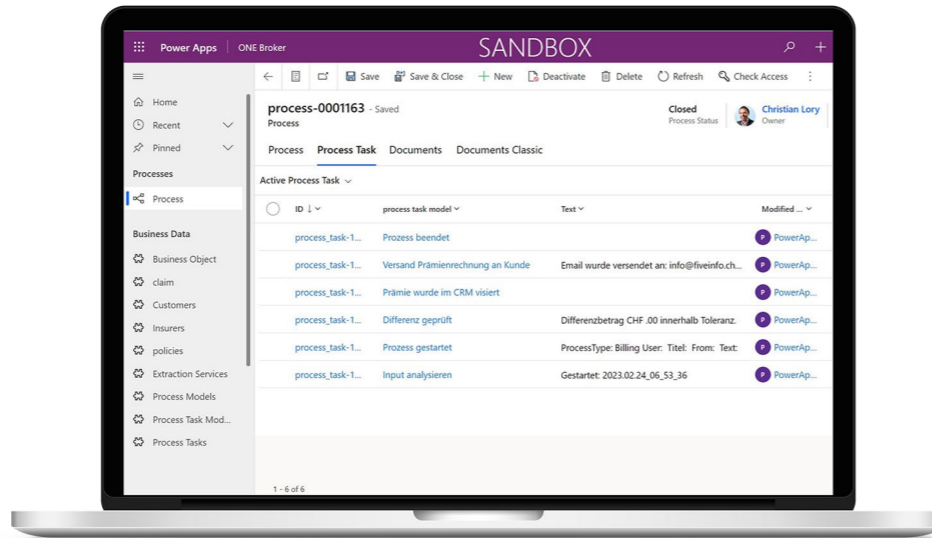 Power Apps ONE Broker SANDBOX
Save Save & Close New Deactivate Delete Refresh Check Access
Home
Recent
Pinned
Processes
Process
Business Data
Business Object
claim
Customers
Insurers
policies
Extraction Services
Process Models
Process Task Mod...
Process Tasks
process-0001163 - Saved
Process
Closed
Process Status
Christian Lory
Owner
Process Process Task Documents Documents Classic
Active Process Task
ID process task model Text Modified ...
process_task-1... Prozess beendet P PowerAp...
process_task-1... Versand Prämienrechnung an Kunde Email wurde versendet an: info@fiveinfo.ch... P PowerAp...
process_task-1... Prämie wurde im CRM visiert P PowerAp...
process_task-1... Differenz geprüft Differenzbetrag CHF .00 innerhalb Toleranz. P PowerAp...
process_task-1... Prozess gestartet ProcessType: Billing User: Titel: From: Text: P PowerAp...
process_task-1... Input analysieren Gestartet: 2023.02.24_06_53_36 P PowerAp...
1 - 6 of 6